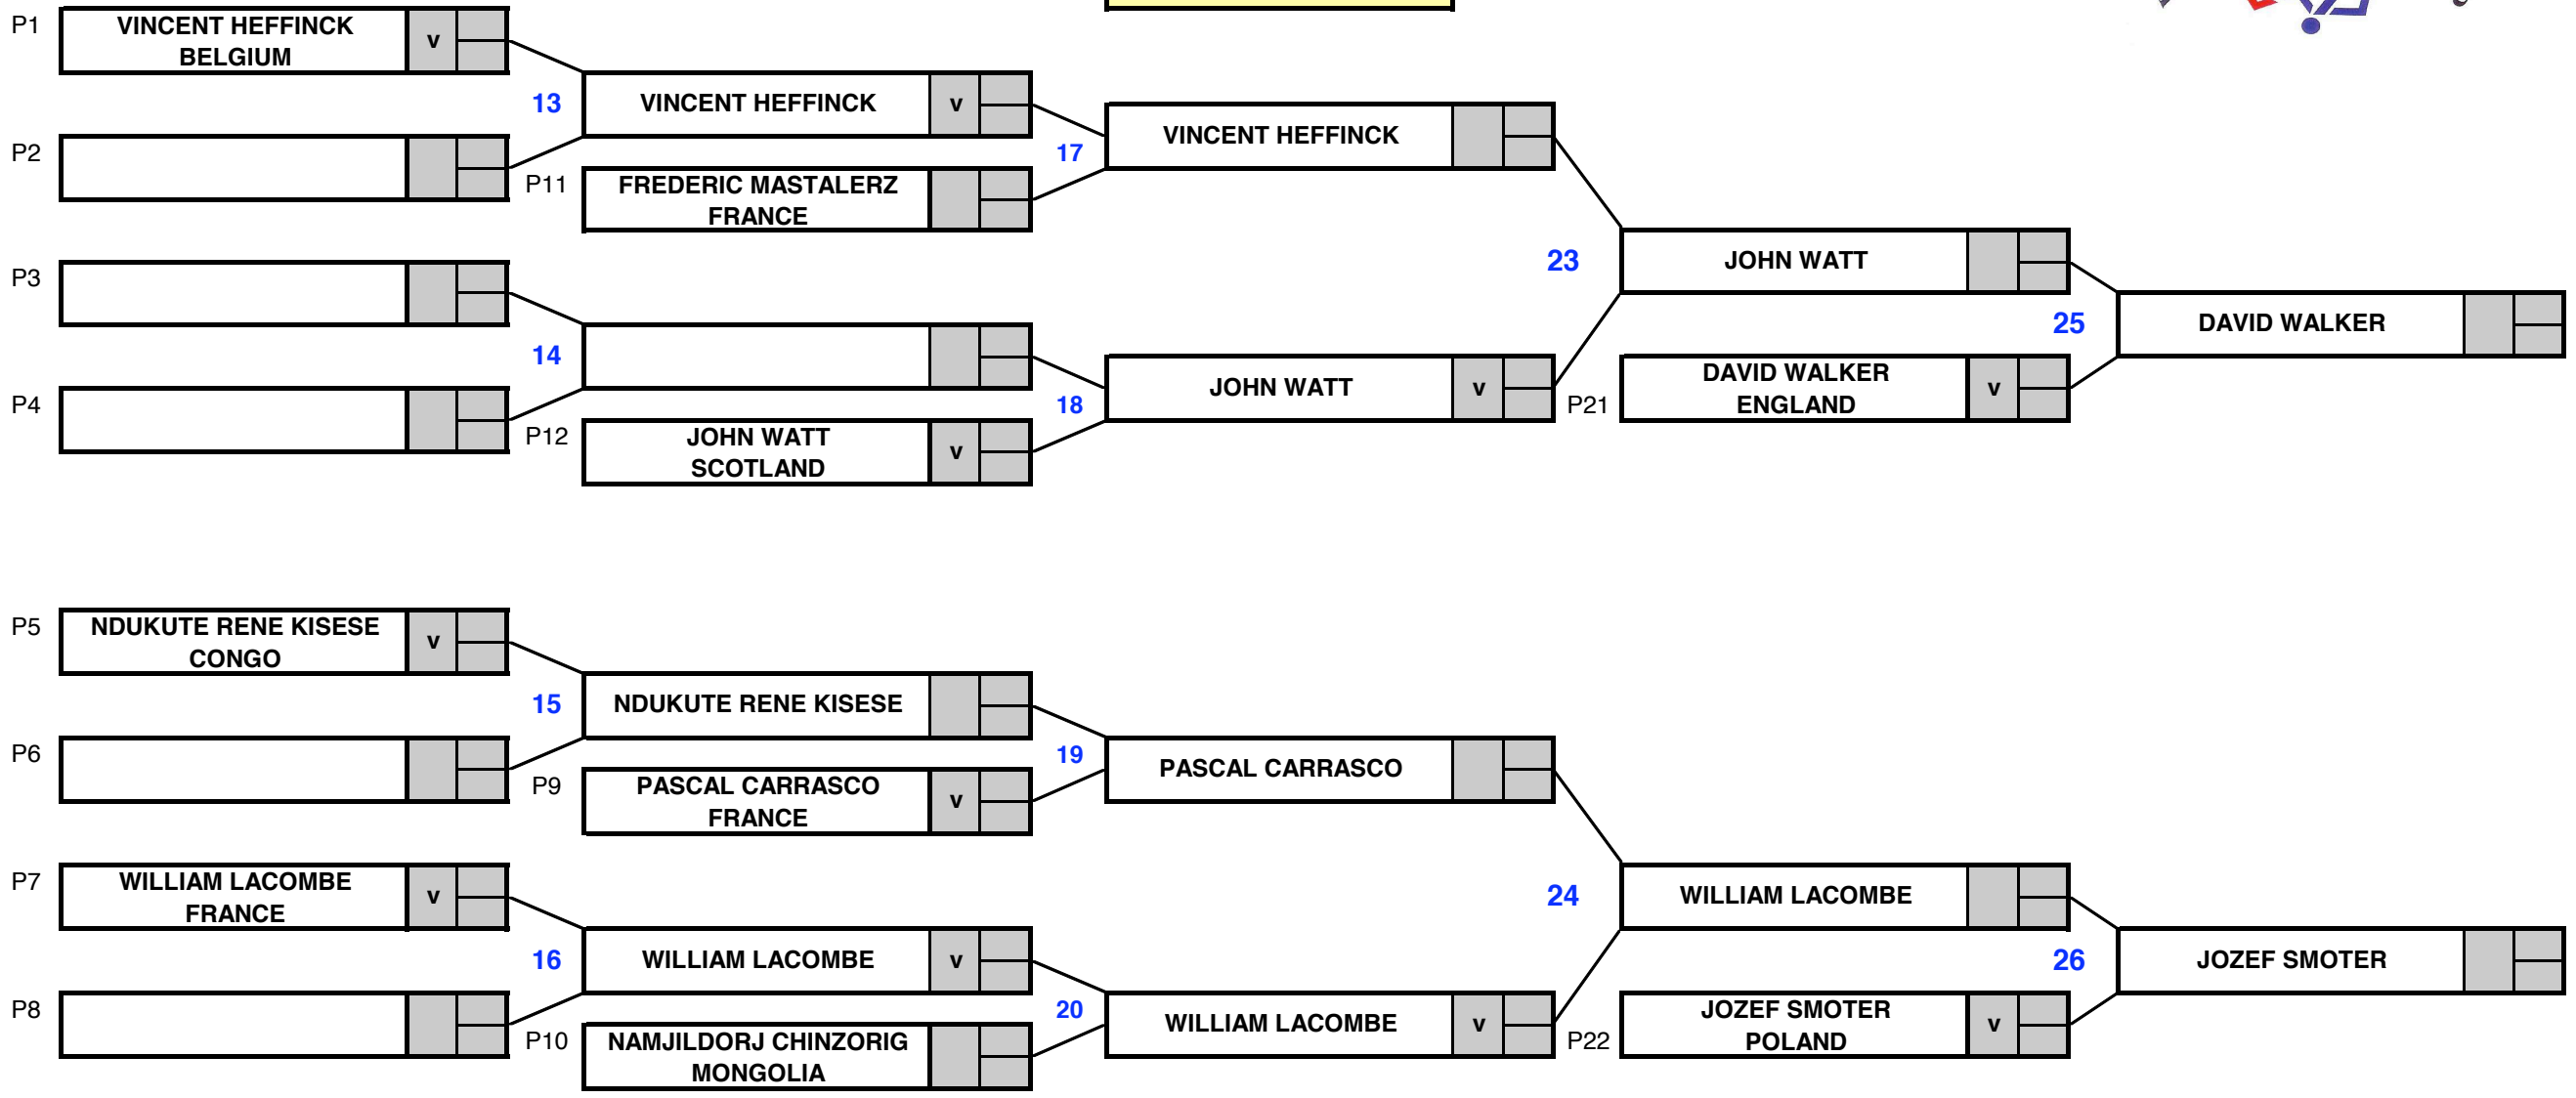 P1
VINCENT HEFFINCK
BELGIUM
v
13
VINCENT HEFFINCK
v
P2
P11
FREDERIC MASTALERZ
FRANCE
17
VINCENT HEFFINCK
P3
14
P4
P12
JOHN WATT
SCOTLAND
v
18
JOHN WATT
v
23
JOHN WATT
P21
DAVID WALKER
ENGLAND
v
25
DAVID WALKER
P5
NDUKUTE RENE KISESE
CONGO
v
15
NDUKUTE RENE KISESE
P6
P9
PASCAL CARRASCO
FRANCE
v
19
PASCAL CARRASCO
P7
WILLIAM LACOMBE
FRANCE
v
16
WILLIAM LACOMBE
v
P8
P10
NAMJILDORJ CHINZORIG
MONGOLIA
20
WILLIAM LACOMBE
v
24
WILLIAM LACOMBE
P22
JOZEF SMOTER
POLAND
v
26
JOZEF SMOTER